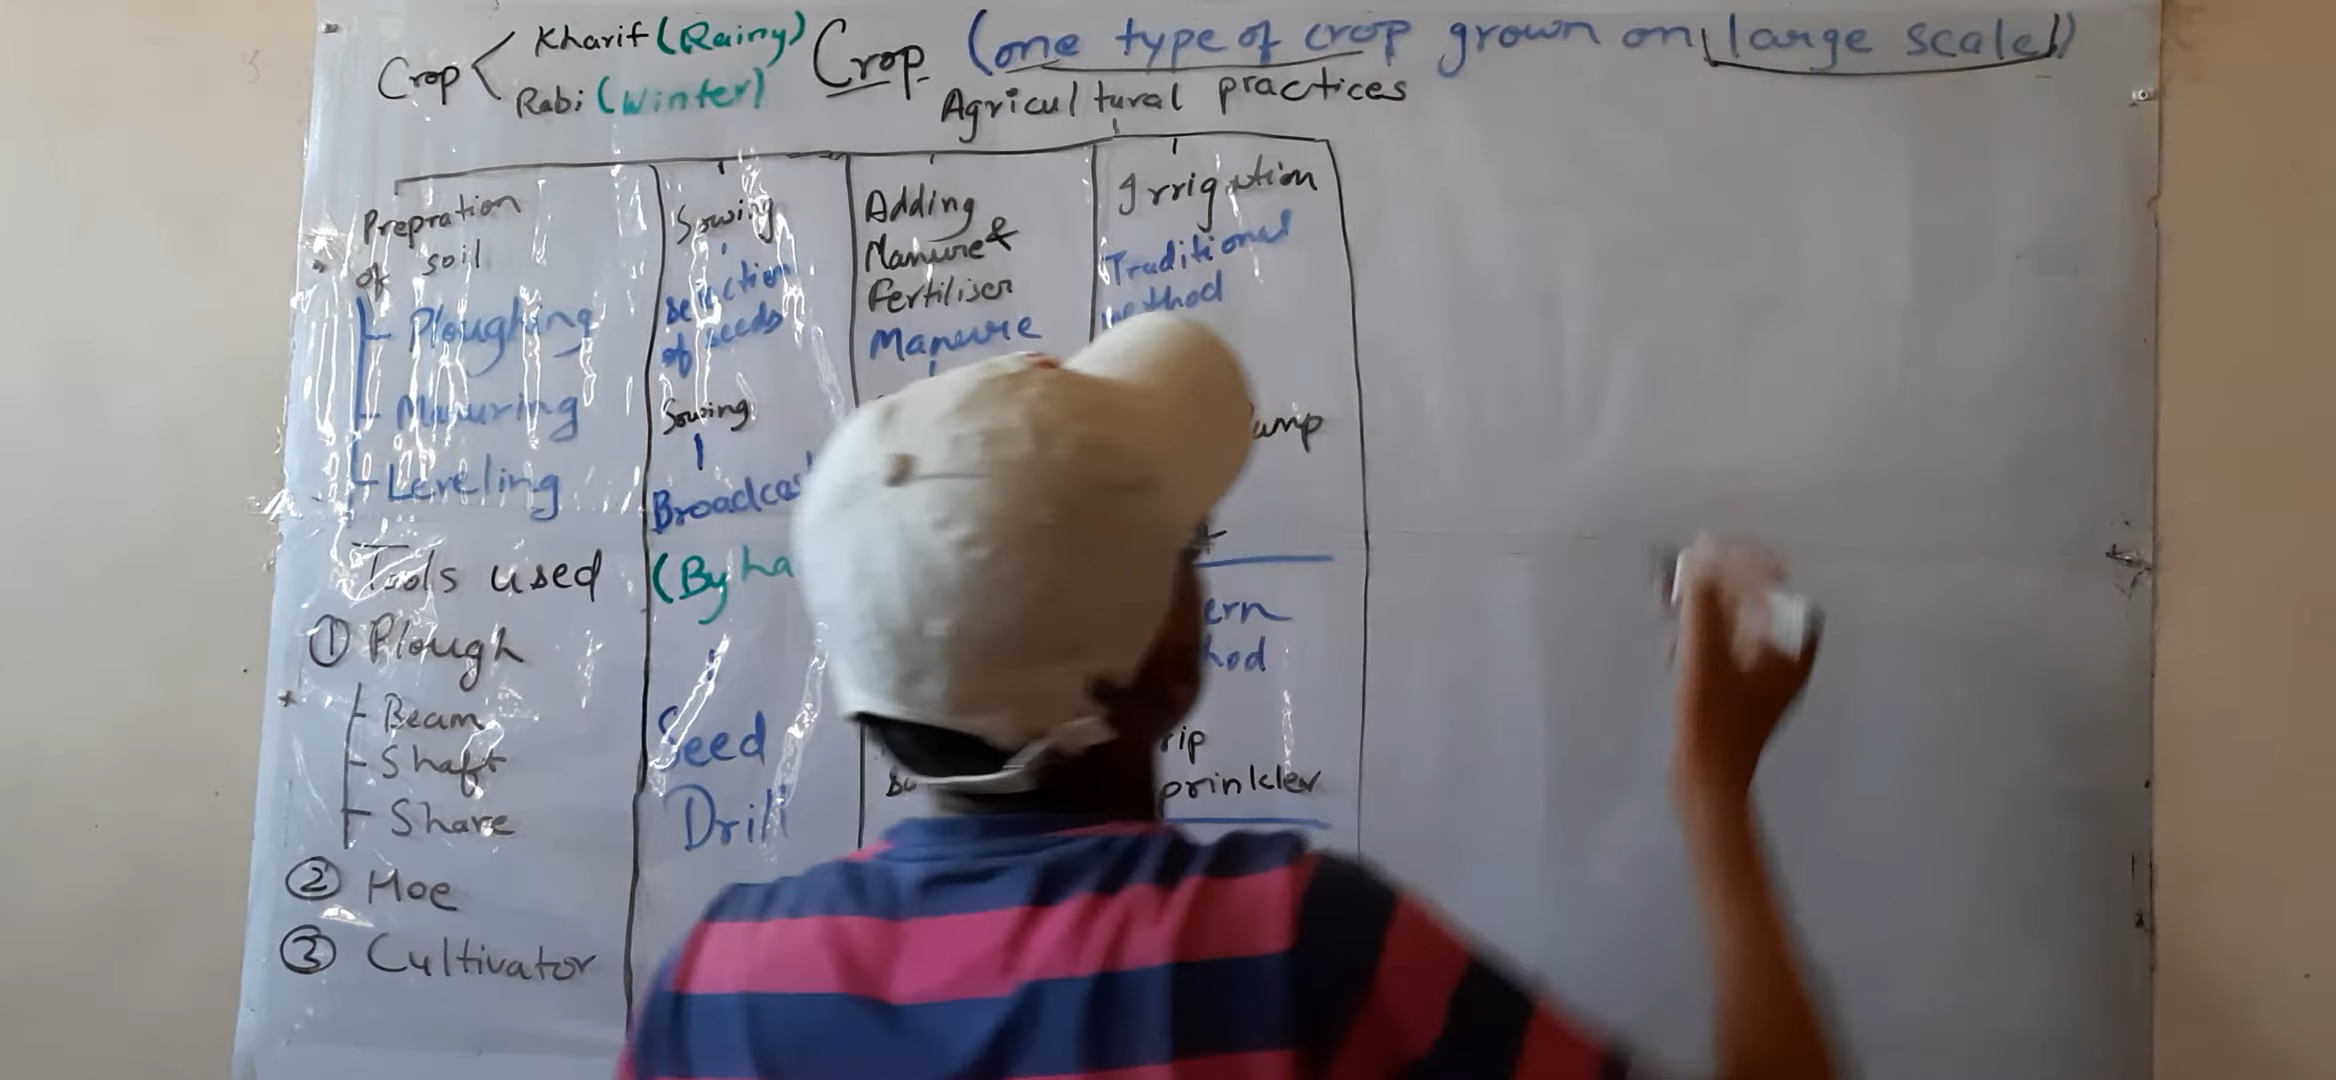 Crop
Kharif (Rainy)
Rabi (Winter)
Crop (one type of crop grown on large scale)
Agricultural practices
Prepration
of soil
Ploughing
Manuring
Leveling
Tools used
① Plough
Beam
Shaft
Share
② Hoe
③ Cultivator
Sowing
Selection
of seeds
Sowing
Broadcas
(By ha
Seed
Drill
Adding
Manure &
Fertiliser
Manure
Irrigation
Traditional
method
ern
hod
rip
prinkler